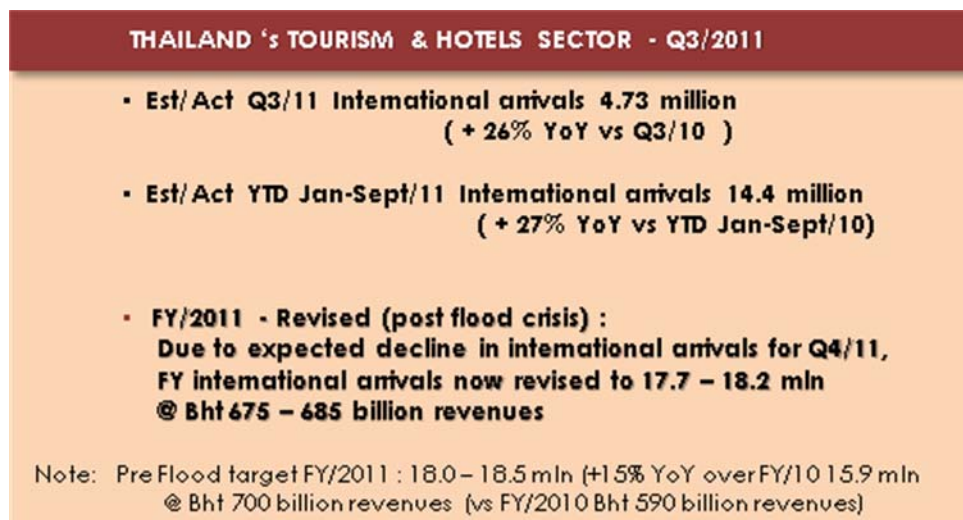 THAILAND ‘s TOURISM & HOTELS SECTOR - Q3/2011
▪ Est/Act Q3/11 International arrivals 4.73 million
( + 26% YoY vs Q3/10 )
▪ Est/Act YTD Jan-Sept/11 International arrivals 14.4 million
( + 27% YoY vs YTD Jan-Sept/10)
▪ FY/2011 - Revised (post flood crisis) :
Due to expected decline in international arrivals for Q4/11,
FY international arrivals now revised to 17.7 – 18.2 mln
@ Bht 675 – 685 billion revenues
Note: Pre Flood target FY/2011 : 18.0 – 18.5 mln (+15% YoY over FY/10 15.9 mln
@ Bht 700 billion revenues (vs FY/2010 Bht 590 billion revenues)